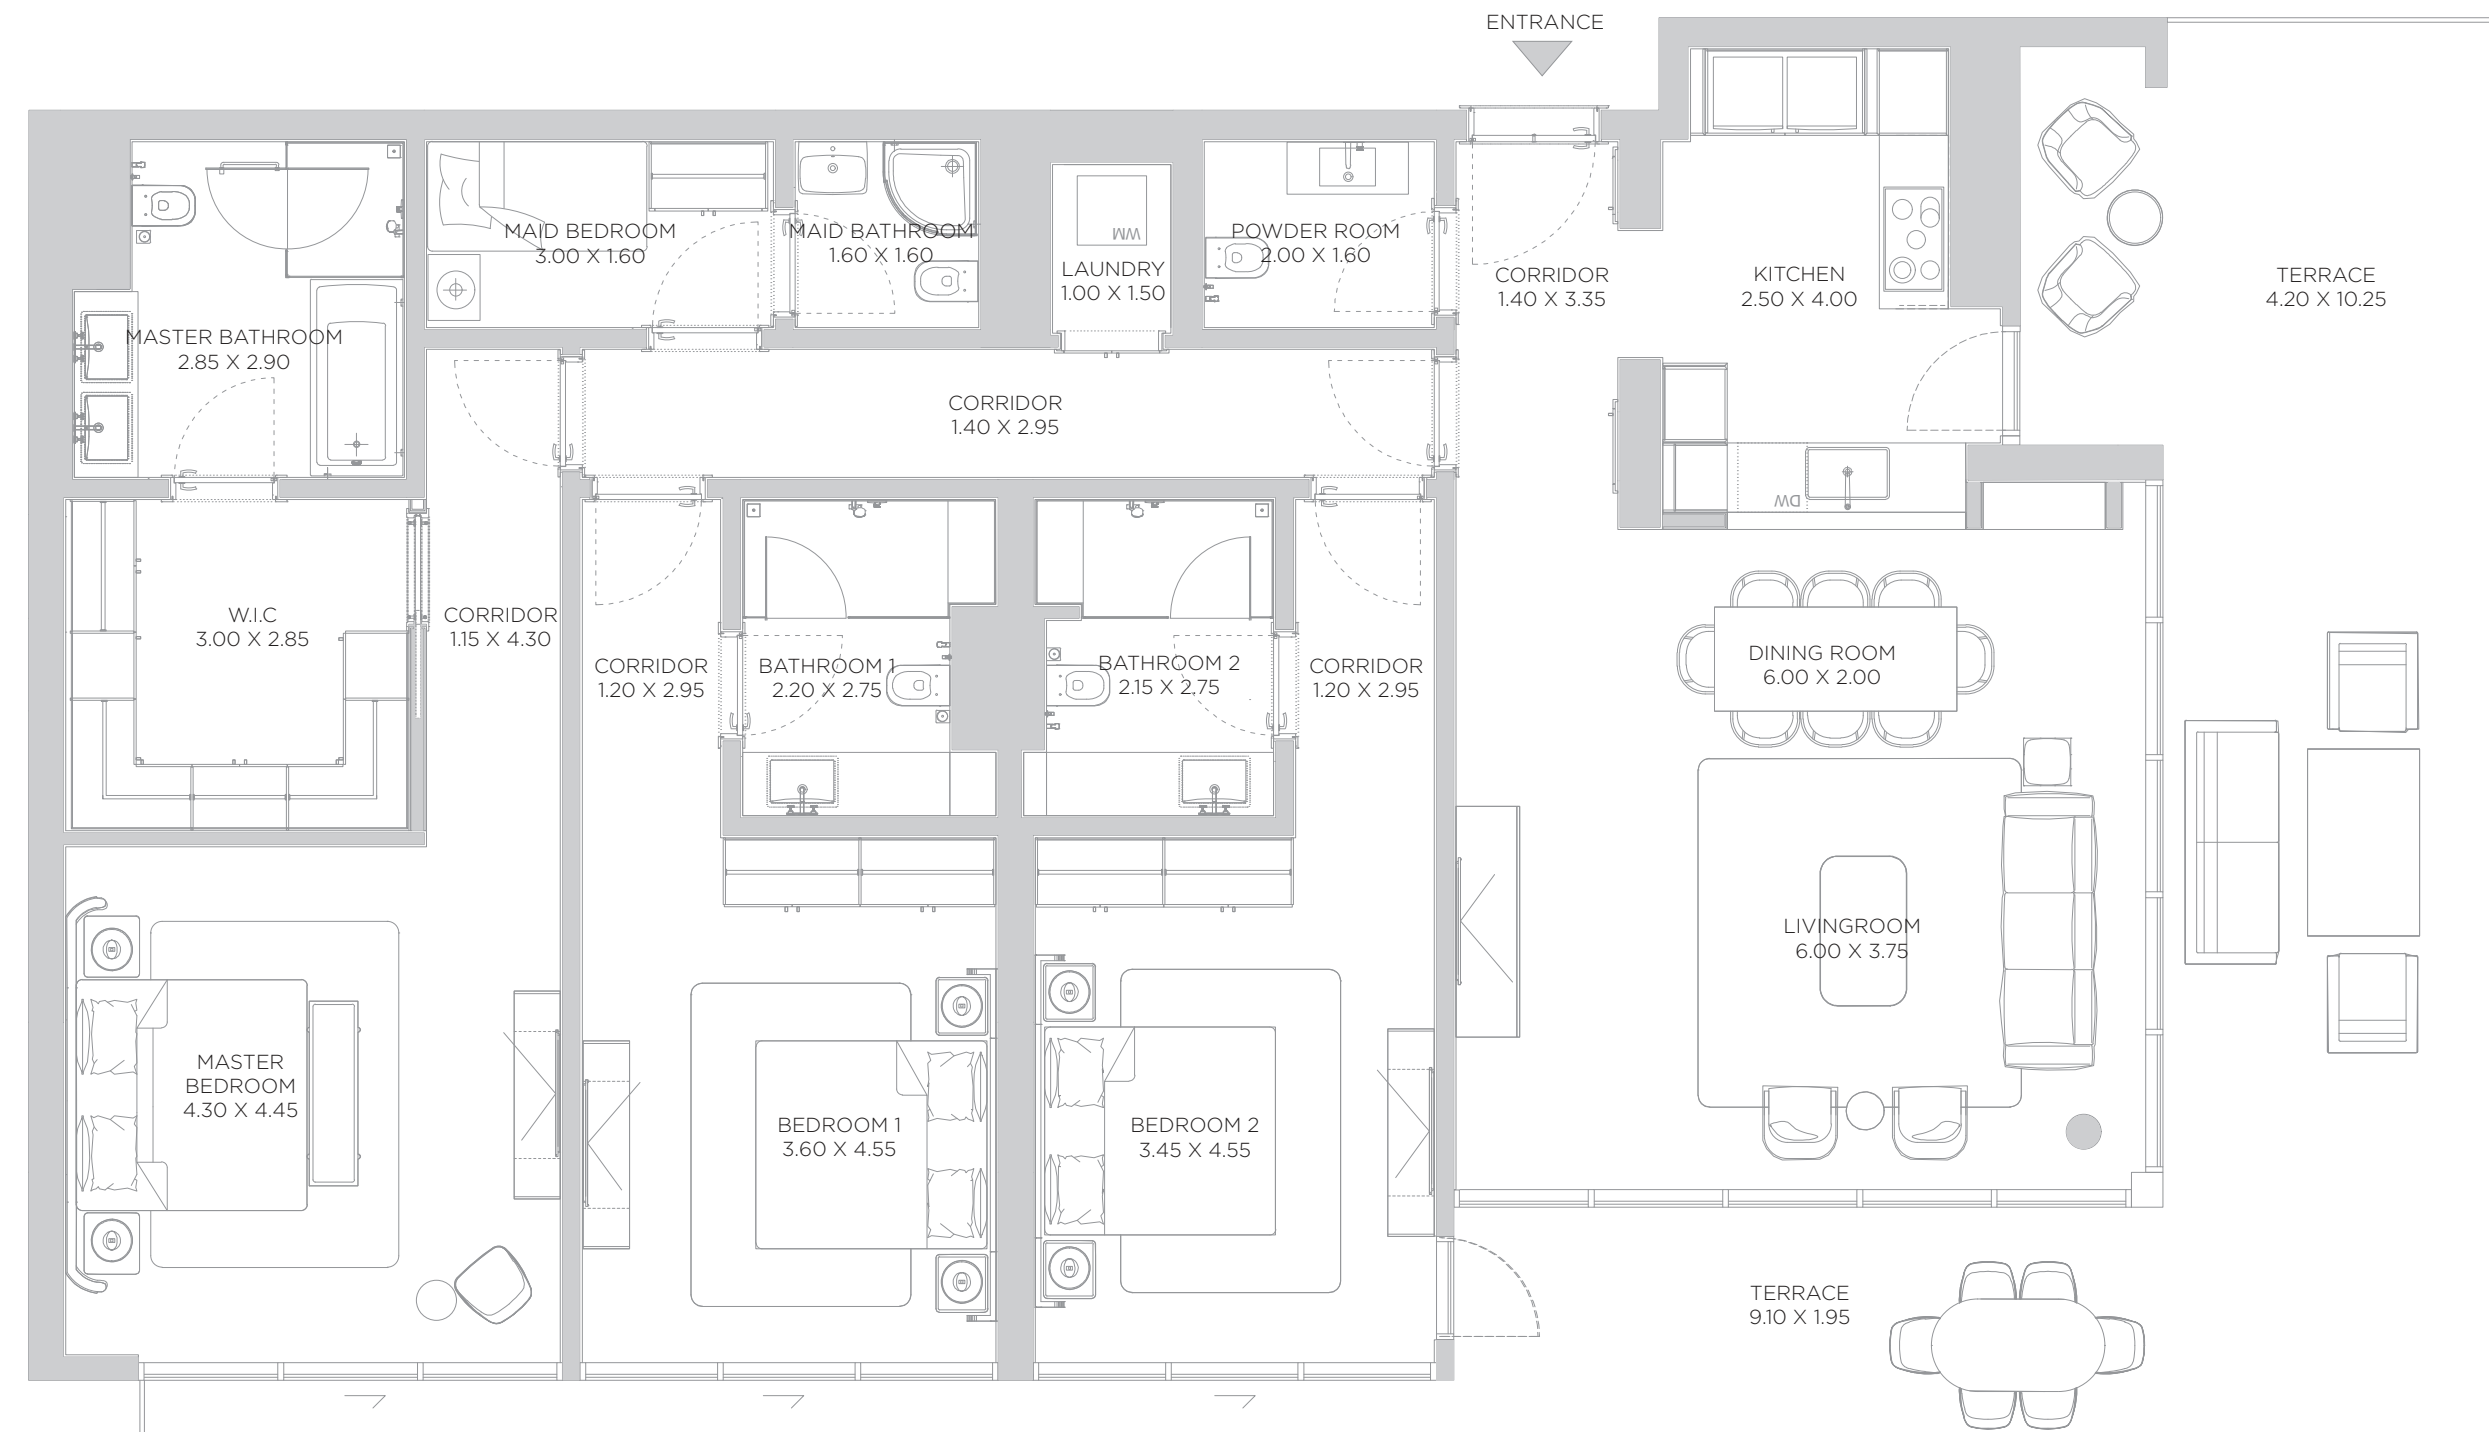 ENTRANCE
MAID BEDROOM
3.00 X 1.60
MAID BATHROOM
1.60 X 1.60
WM
LAUNDRY
1.00 X 1.50
POWDER ROOM
2.00 X 1.60
CORRIDOR
1.40 X 3.35
KITCHEN
2.50 X 4.00
TERRACE
4.20 X 10.25
MASTER BATHROOM
2.85 X 2.90
CORRIDOR
1.40 X 2.95
DW
W.I.C
3.00 X 2.85
CORRIDOR
1.15 X 4.30
CORRIDOR
1.20 X 2.95
BATHROOM 1
2.20 X 2.75
BATHROOM 2
2.15 X 2.75
CORRIDOR
1.20 X 2.95
DINING ROOM
6.00 X 2.00
LIVINGROOM
6.00 X 3.75
MASTER
BEDROOM
4.30 X 4.45
BEDROOM 1
3.60 X 4.55
BEDROOM 2
3.45 X 4.55
TERRACE
9.10 X 1.95